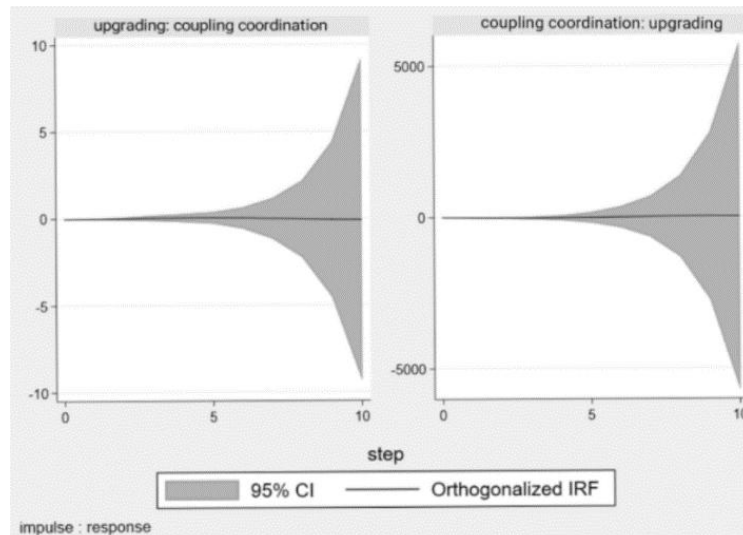 upgrading: coupling coordination
10
5
0
-5
-10
0
5
10
coupling coordination: upgrading
5000
0
-5000
0
5
10
step
95% CI
Orthogonalized IRF
impulse : response